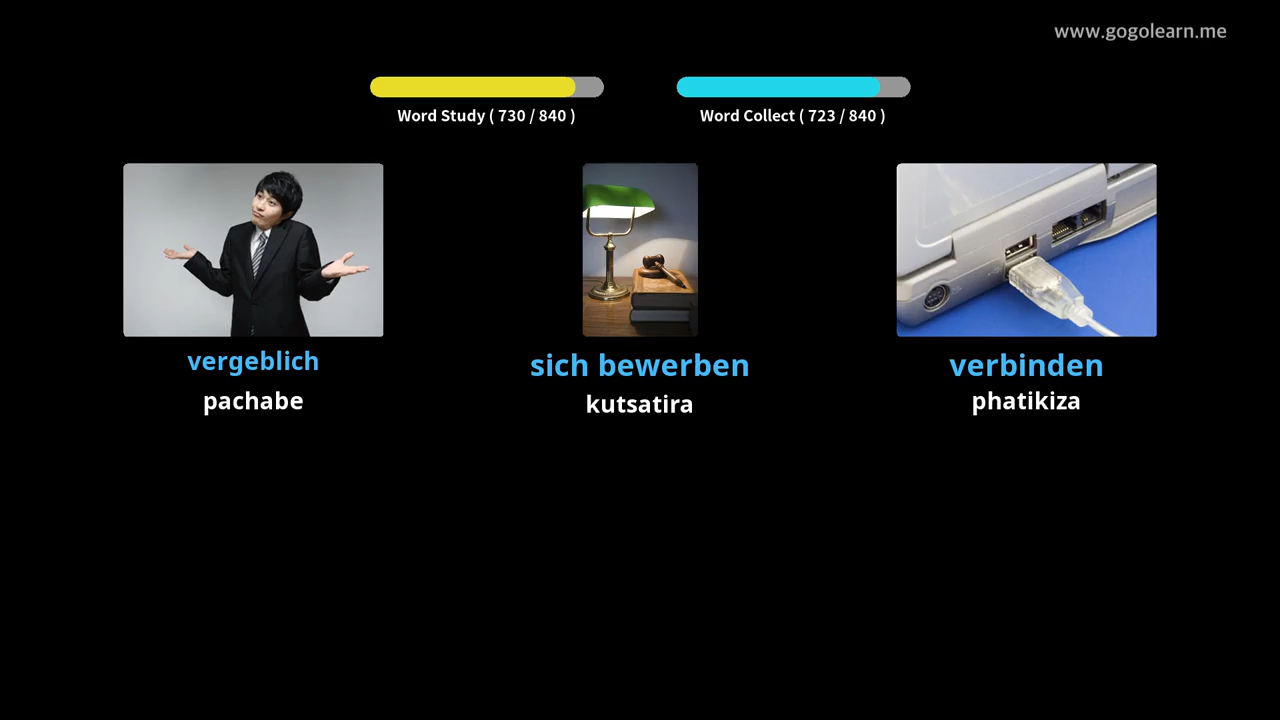 www.gogolearn.me
Word Study ( 730 / 840 )
Word Collect ( 723 / 840 )
vergeblich
pachabe
sich bewerben
kutsatira
verbinden
phatikiza